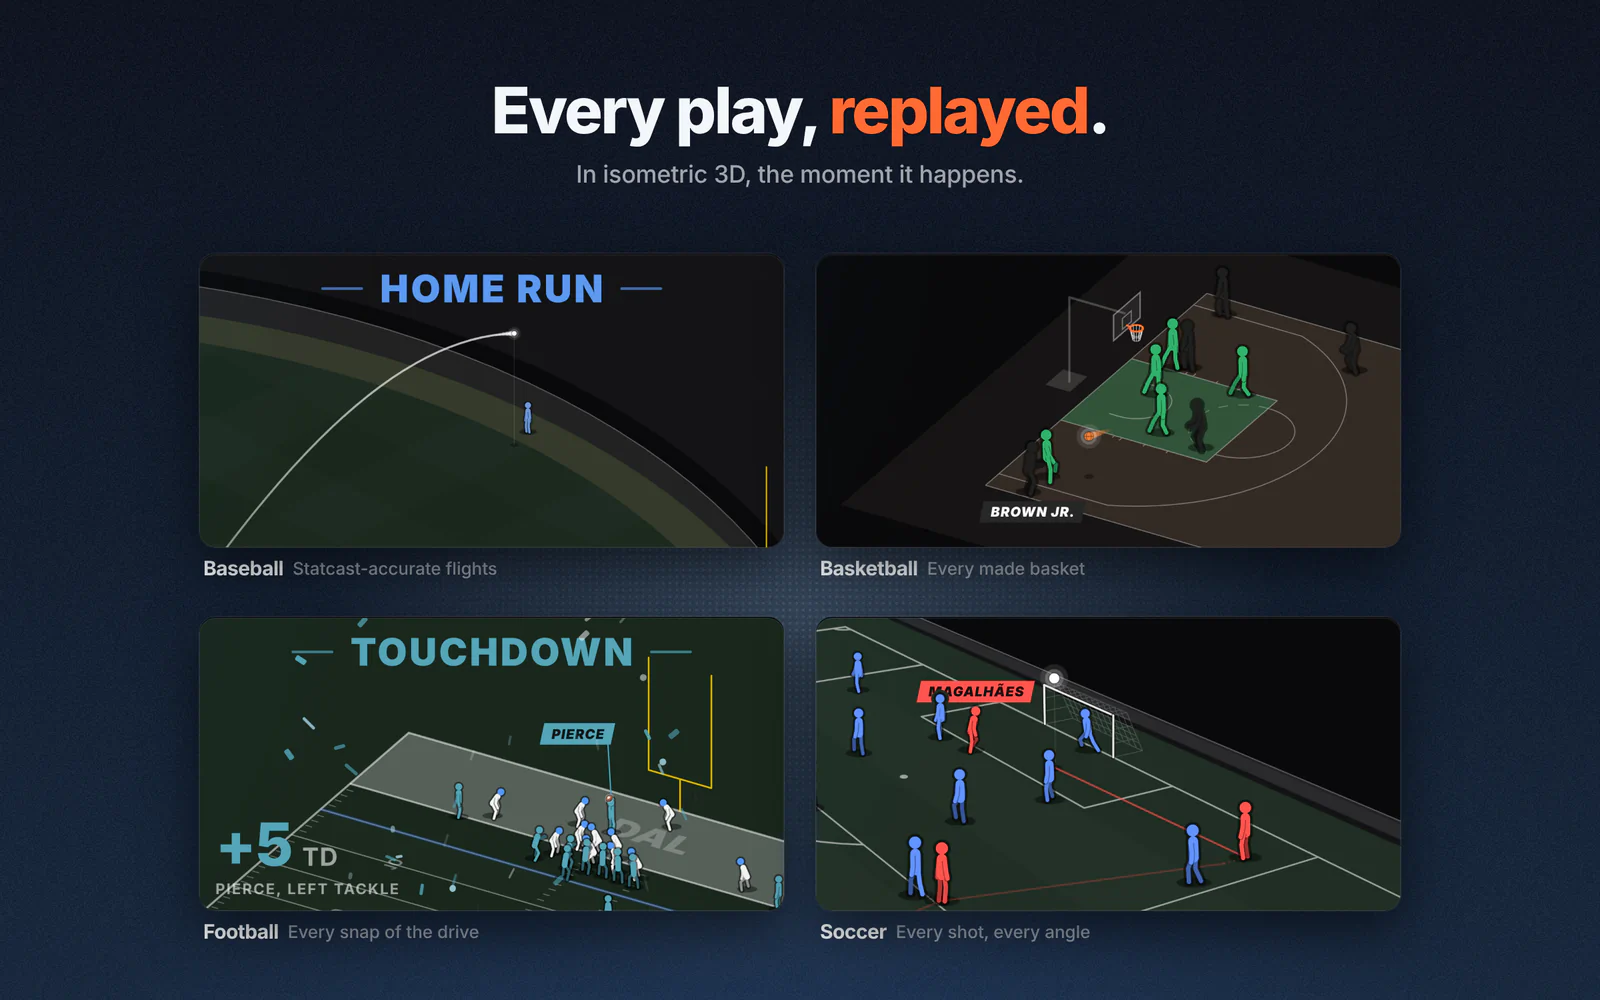 Every play, replayed.
In isometric 3D, the moment it happens.
HOME RUN
Baseball Statcast-accurate flights
BROWN JR.
Basketball Every made basket
TOUCHDOWN
PIERCE
DAL
+5 TD
PIERCE, LEFT TACKLE
Football Every snap of the drive
MAGALHÃES
Soccer Every shot, every angle